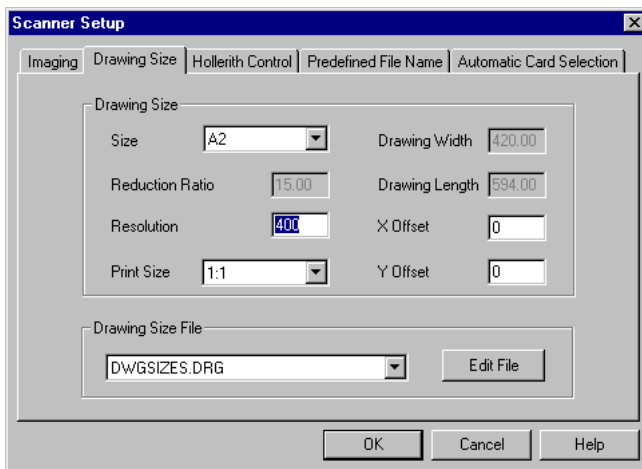 Scanner Setup
Imaging Drawing Size Hollerith Control Predefined File Name Automatic Card Selection
Drawing Size
Size A2 Drawing Width 420.00
Reduction Ratio 15.00 Drawing Length 594.00
Resolution 400 X Offset 0
Print Size 1:1 Y Offset 0
Drawing Size File
DWGSIZES.DRG Edit File
OK Cancel Help